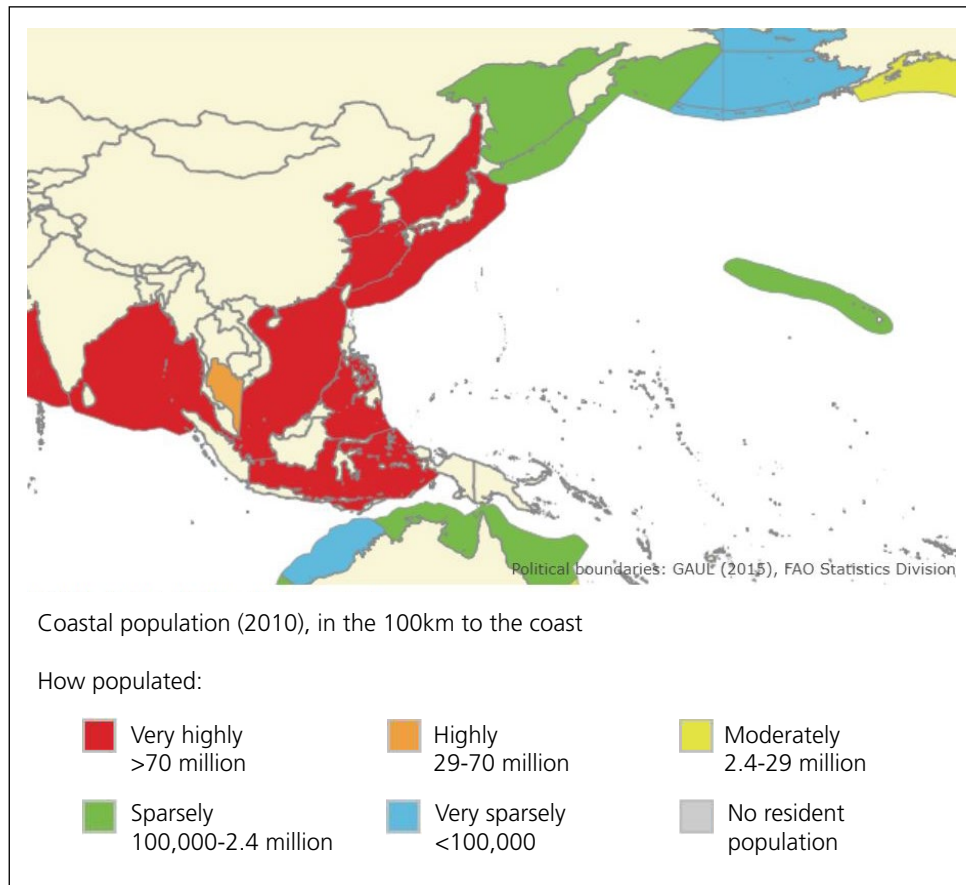 Political boundaries: GAUL (2015), FAO Statistics Division
Coastal population (2010), in the 100km to the coast
How populated:
Very highly
>70 million
Highly
29-70 million
Moderately
2.4-29 million
Sparsely
100,000-2.4 million
Very sparsely
<100,000
No resident
population